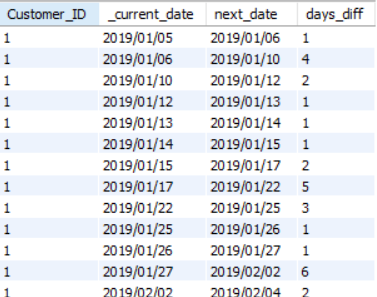 Customer_ID _current_date next_date days_diff
1 2019/01/05 2019/01/06 1
1 2019/01/06 2019/01/10 4
1 2019/01/10 2019/01/12 2
1 2019/01/12 2019/01/13 1
1 2019/01/13 2019/01/14 1
1 2019/01/14 2019/01/15 1
1 2019/01/15 2019/01/17 2
1 2019/01/17 2019/01/22 5
1 2019/01/22 2019/01/25 3
1 2019/01/25 2019/01/26 1
1 2019/01/26 2019/01/27 1
1 2019/01/27 2019/02/02 6
1 2019/02/02 2019/02/04 2